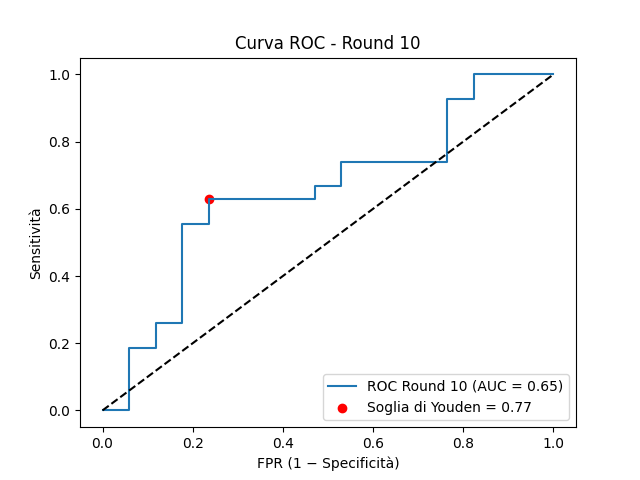 Curva ROC - Round 10
Sensitività
1.0
0.8
0.6
0.4
0.2
0.0
ROC Round 10 (AUC = 0.65)
Soglia di Youden = 0.77
0.0 0.2 0.4 0.6 0.8 1.0
FPR (1 − Specificità)